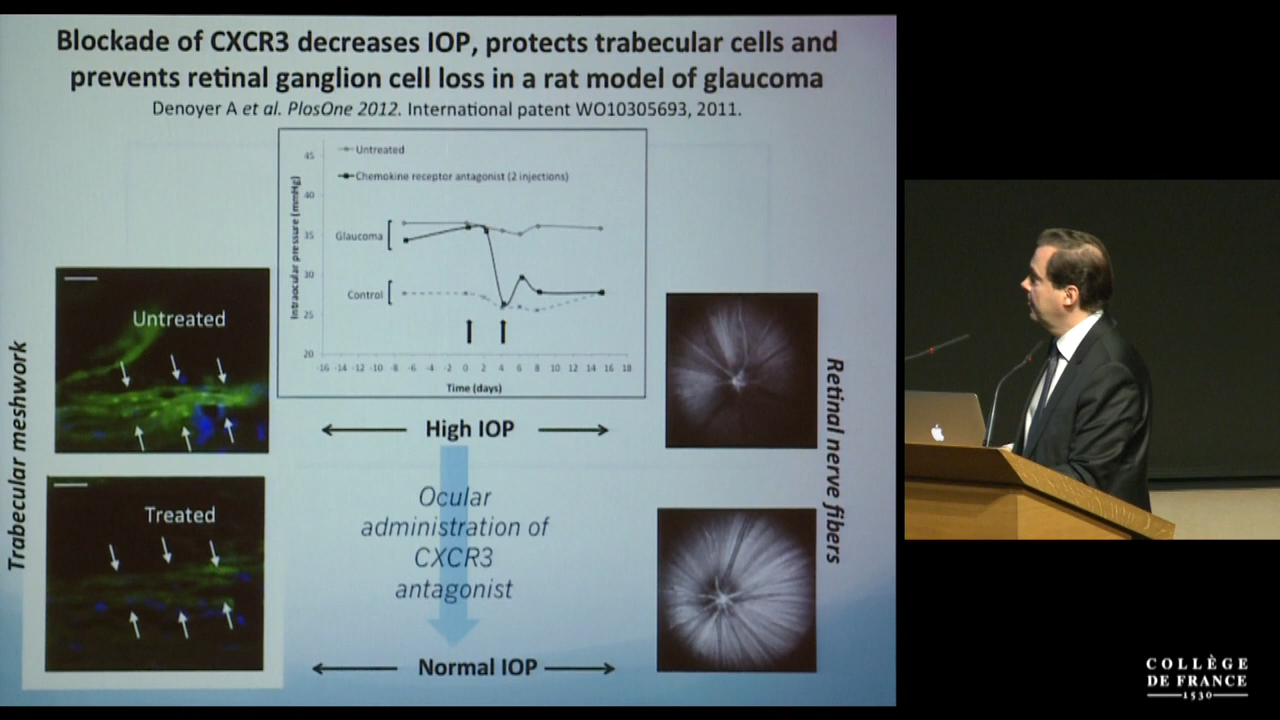 Blockade of CXCR3 decreases IOP, protects trabecular cells and
prevents retinal ganglion cell loss in a rat model of glaucoma
Denoyer A et al. PlosOne 2012. International patent WO10305693, 2011.
Untreated
Chemokine receptor antagonist (2 injections)
Intraocular pressure (mmHg)
45
40
35
30
25
20
Glaucoma
Control
-16 -14 -12 -10 -8 -6 -4 -2 0 2 4 6 8 10 12 14 16 18
Time (days)
Trabecular meshwork
Untreated
Treated
High IOP
Ocular
administration of
CXCR3
antagonist
Normal IOP
Retinal nerve fibers
COLLÈGE
DE FRANCE
1530